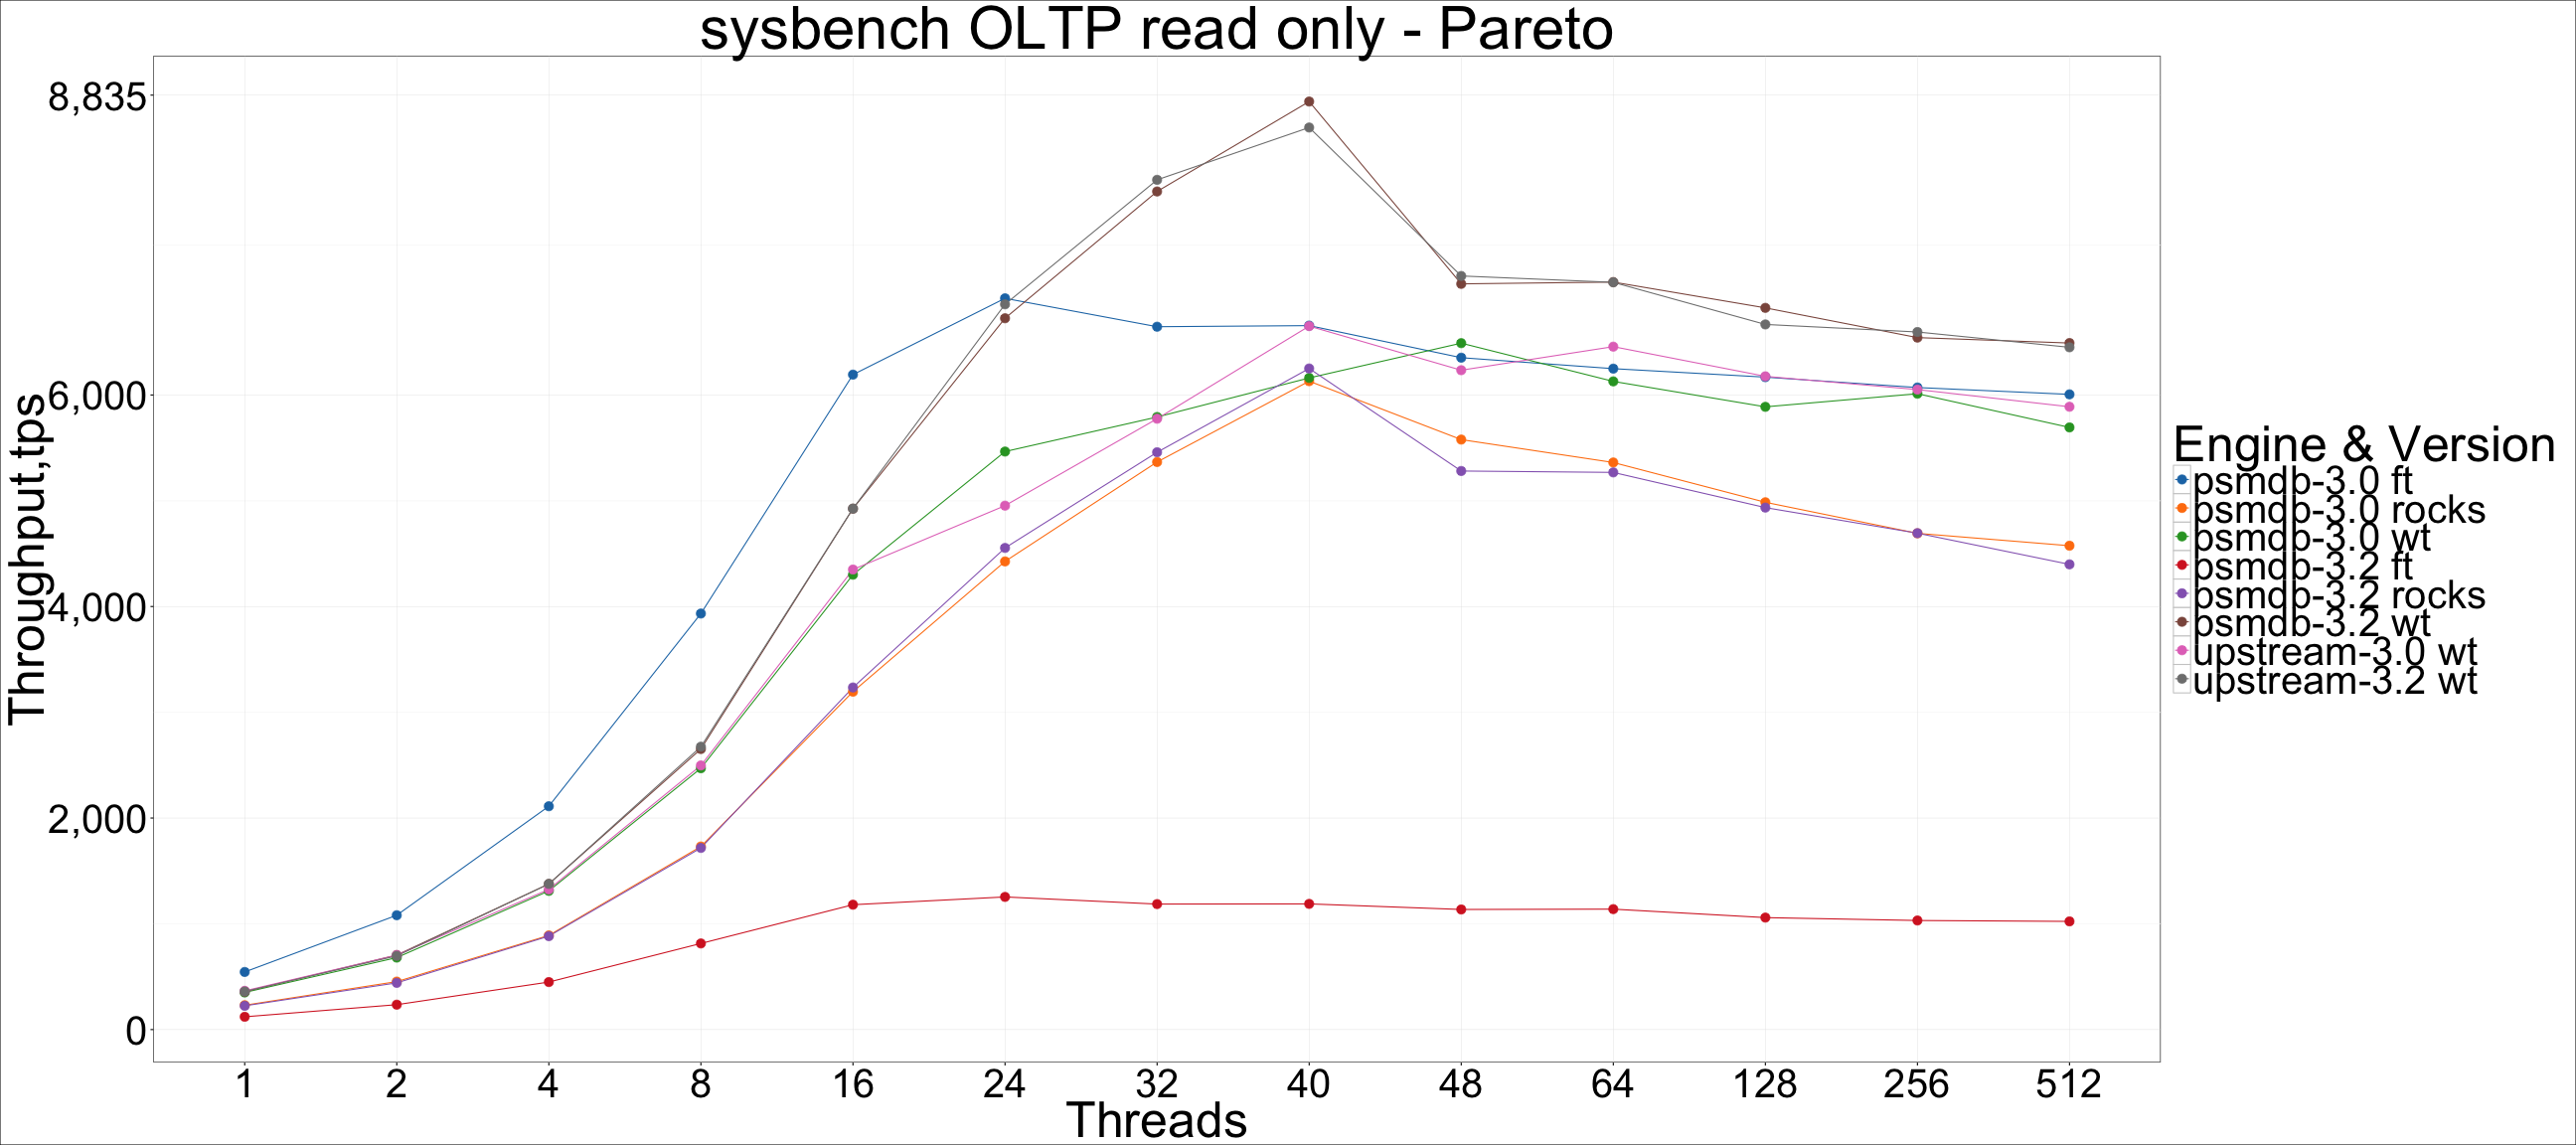 sysbench OLTP read only - Pareto
8,835
6,000
4,000
2,000
0
Throughput,tps
1 2 4 8 16 24 32 40 48 64 128 256 512
Threads
Engine & Version
psmdb-3.0 ft
psmdb-3.0 rocks
psmdb-3.0 wt
psmdb-3.2 ft
psmdb-3.2 rocks
psmdb-3.2 wt
upstream-3.0 wt
upstream-3.2 wt